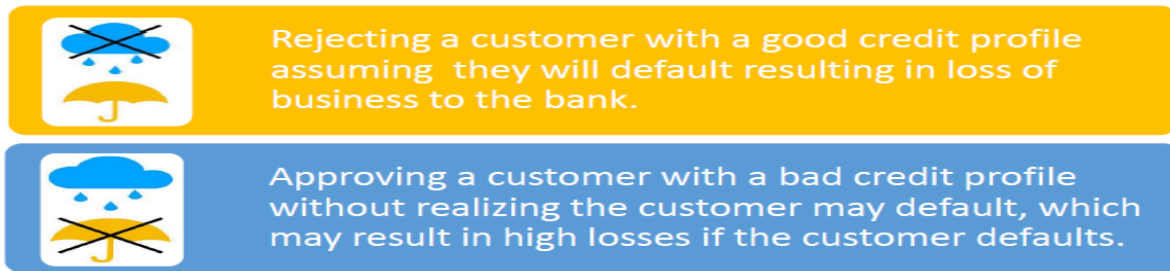 Rejecting a customer with a good credit profile
assuming they will default resulting in loss of
business to the bank.
Approving a customer with a bad credit profile
without realizing the customer may default, which
may result in high losses if the customer defaults.